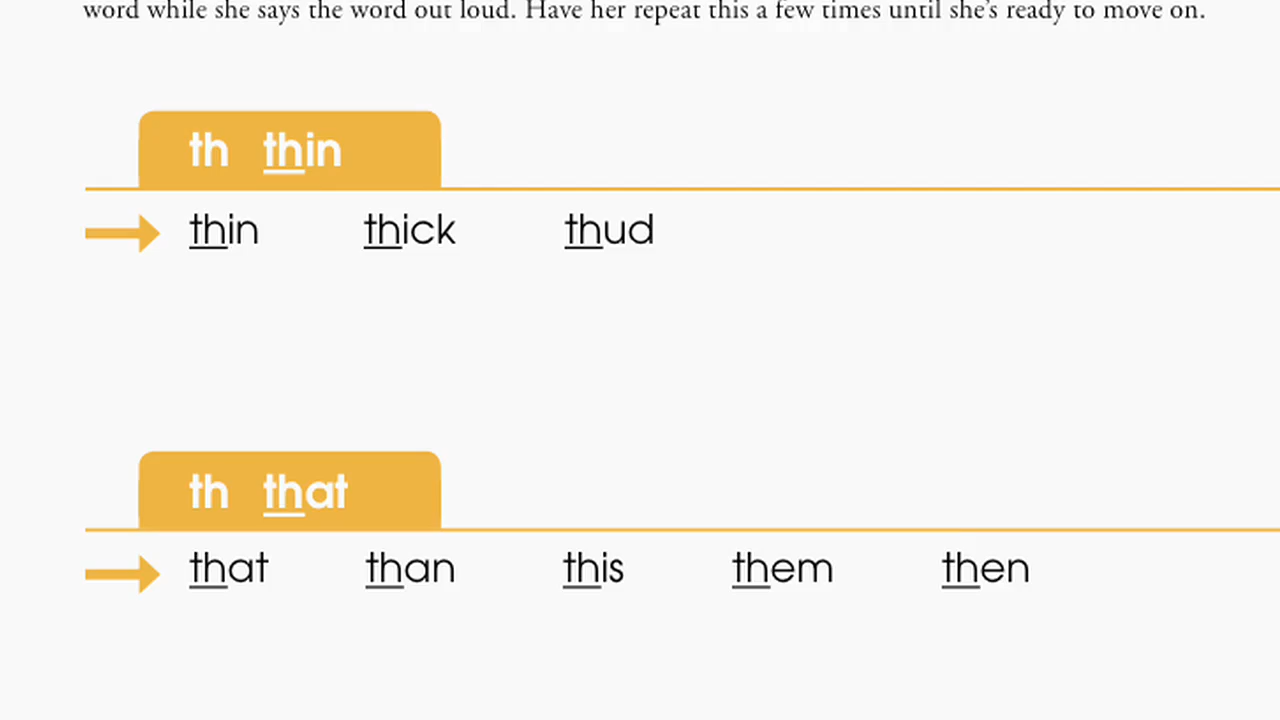 word while she says the word out loud. Have her repeat this a few times until she's ready to move on.
th thin
thin thick thud
th that
that than this them then